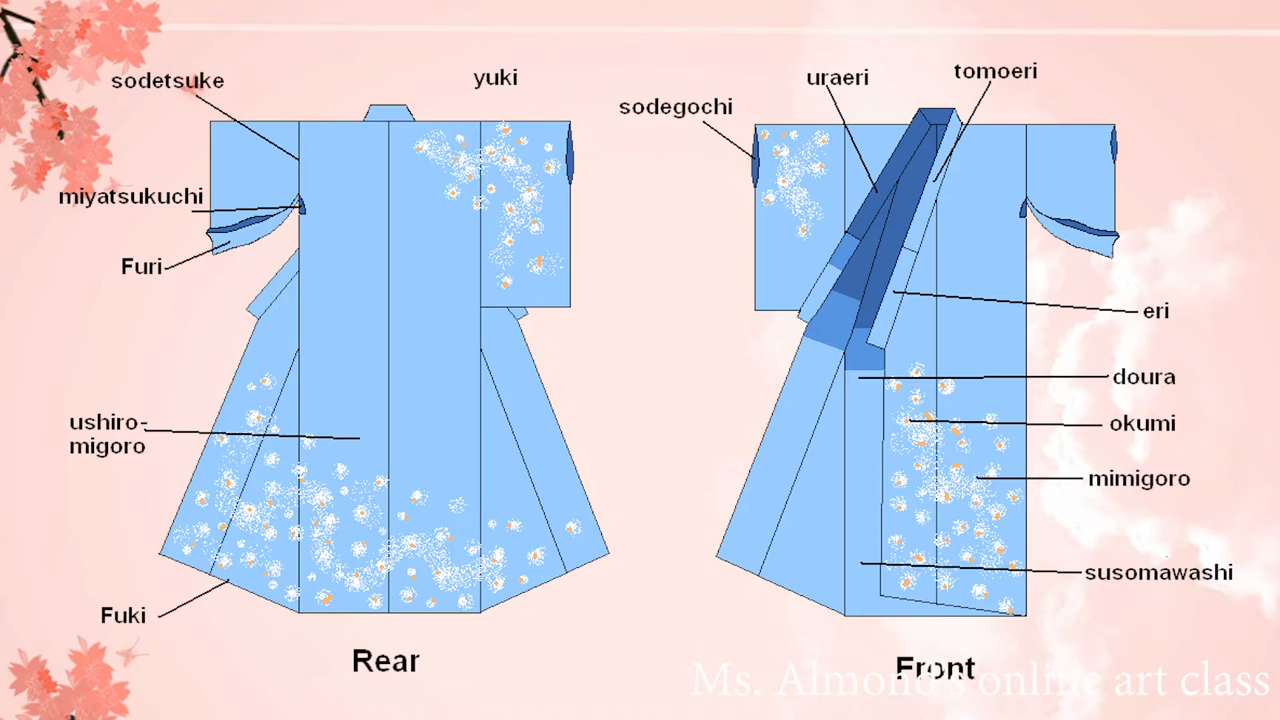 sodetsuke
yuki
miyatsukuchi
Furi
ushiro-
migoro
Fuki
Rear
uraeri
tomoeri
sodegochi
eri
doura
okumi
mimigoro
susomawashi
Front
Ms. Almond's online art class